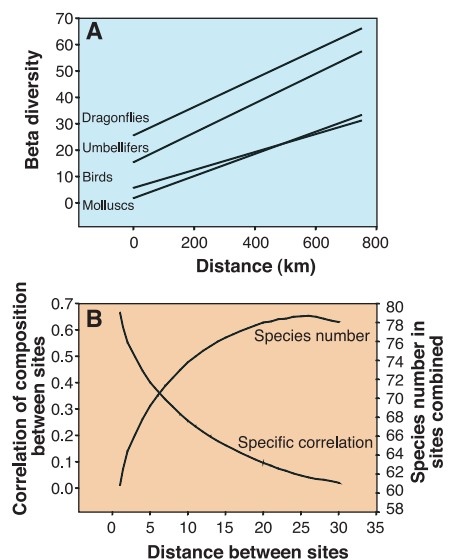 A
Beta diversity
70
60
50
40
30
20
10
0
Dragonflies
Umbellifers
Birds
Molluscs
0 200 400 600 800
Distance (km)
B
Correlation of composition
between sites
0.7
0.6
0.5
0.4
0.3
0.2
0.1
0.0
Species number
Specific correlation
80
78
76
74
72
70
68
66
64
62
60
58
Species number in
sites combined
0 5 10 15 20 25 30 35
Distance between sites